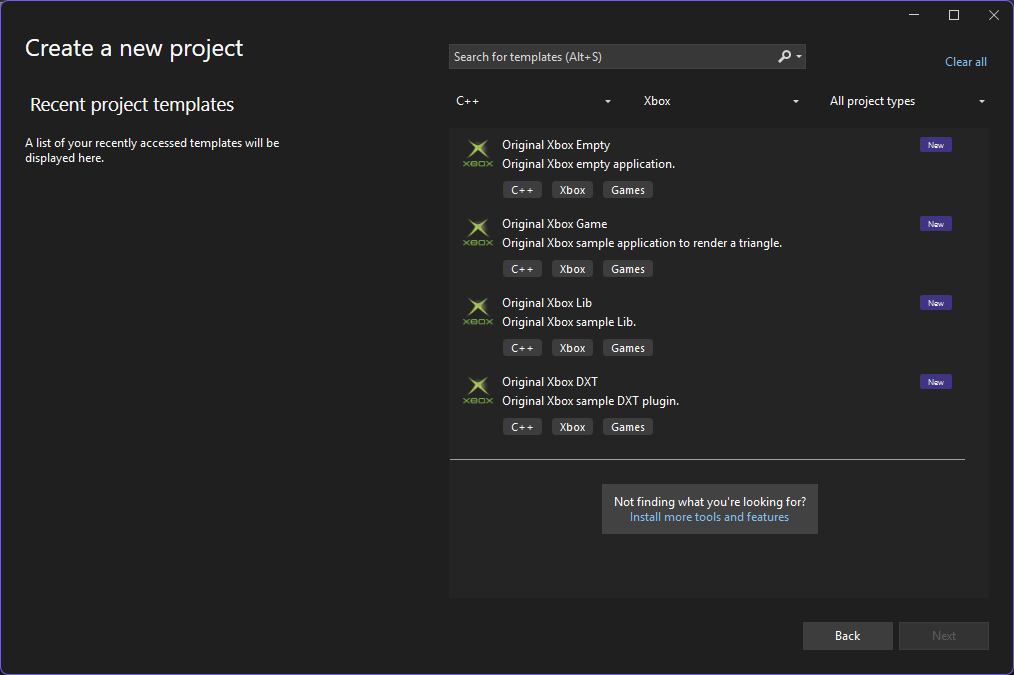 Create a new project
Search for templates (Alt+S)
Clear all
Recent project templates
A list of your recently accessed templates will be
displayed here.
C++
Xbox
All project types
XBOX
Original Xbox Empty
New
Original Xbox empty application.
C++ Xbox Games
XBOX
Original Xbox Game
New
Original Xbox sample application to render a triangle.
C++ Xbox Games
XBOX
Original Xbox Lib
New
Original Xbox sample Lib.
C++ Xbox Games
XBOX
Original Xbox DXT
New
Original Xbox sample DXT plugin.
C++ Xbox Games
Not finding what you're looking for?
Install more tools and features
Back
Next